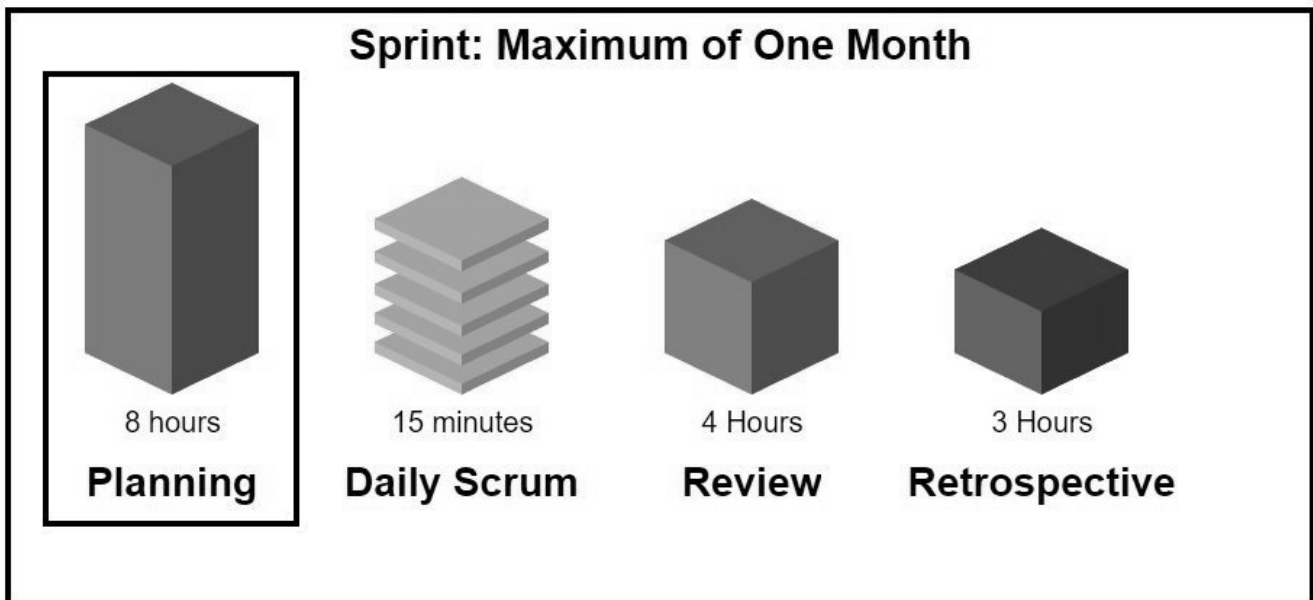 Sprint: Maximum of One Month
8 hours
15 minutes
4 Hours
3 Hours
Planning
Daily Scrum
Review
Retrospective